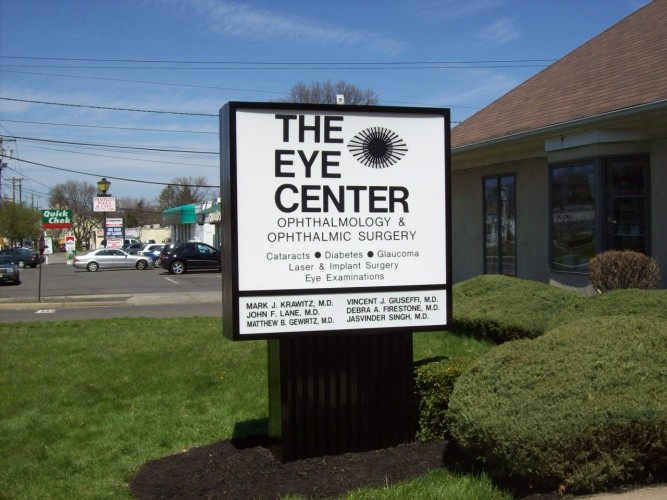 THE
EYE
CENTER
OPHTHALMOLOGY &
OPHTHALMIC SURGERY
Cataracts ● Diabetes ● Glaucoma
Laser & Implant Surgery
Eye Examinations
MARK J. KRAWITZ, M.D.
JOHN F. LANE, M.D.
MATTHEW B. GEWIRTZ, M.D.
VINCENT J. GIUSEFFI, M.D.
DEBRA A. FIRESTONE, M.D.
JASVINDER SINGH, M.D.
Quick
Chek